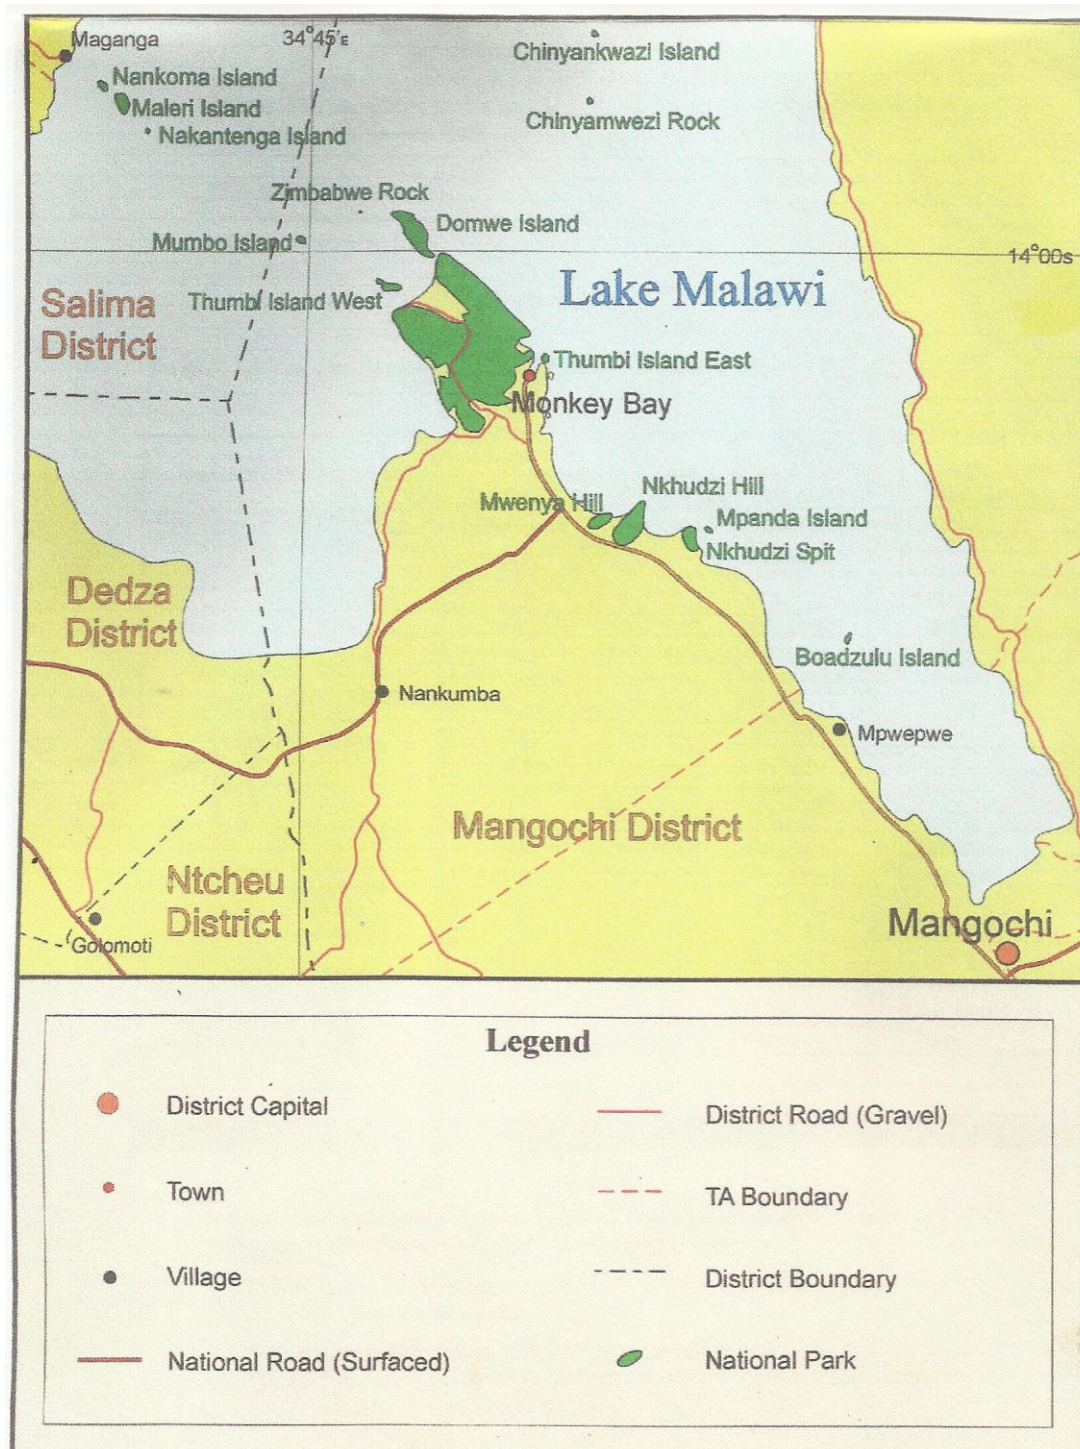 Maganga
34°45'E
Chinyankwazi Island
Nankoma Island
Maleri Island
Chinyamwezi Rock
Nakantenga Island
Zimbabwe Rock
Domwe Island
Mumbo Island
14°00s
Lake Malawi
Salima
District
Thumbi Island West
Thumbi Island East
Monkey Bay
Nkhudzi Hill
Mwenya Hill
Mpanda Island
Nkhudzi Spit
Dedza
District
Boadzulu Island
Nankumba
Mpwepwe
Mangochi District
Ntcheu
District
Golomoti
Mangochi
Legend
District Capital
District Road (Gravel)
Town
TA Boundary
Village
District Boundary
National Road (Surfaced)
National Park